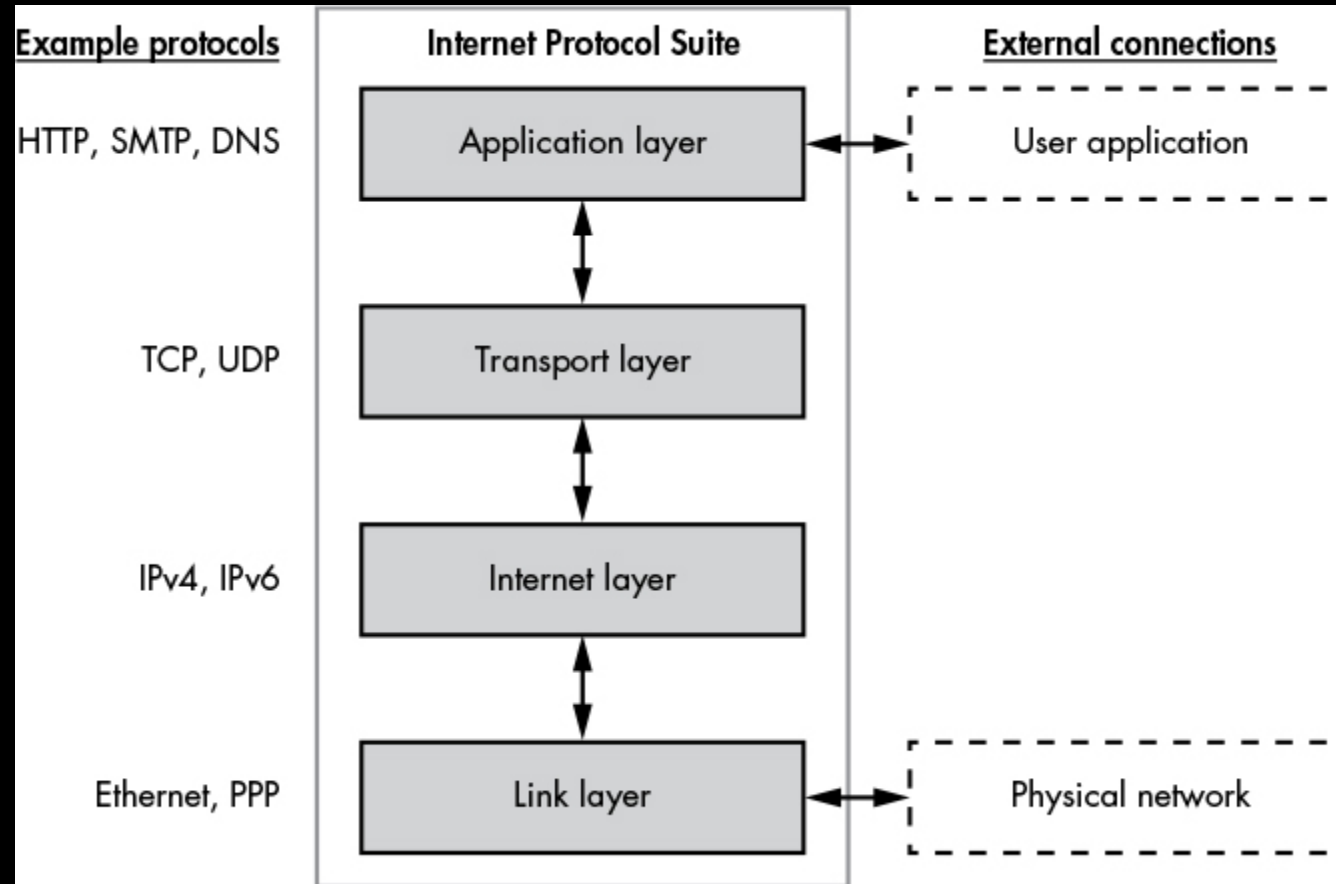 Example protocols
Internet Protocol Suite
External connections
HTTP, SMTP, DNS
Application layer
User application
TCP, UDP
Transport layer
IPv4, IPv6
Internet layer
Ethernet, PPP
Link layer
Physical network